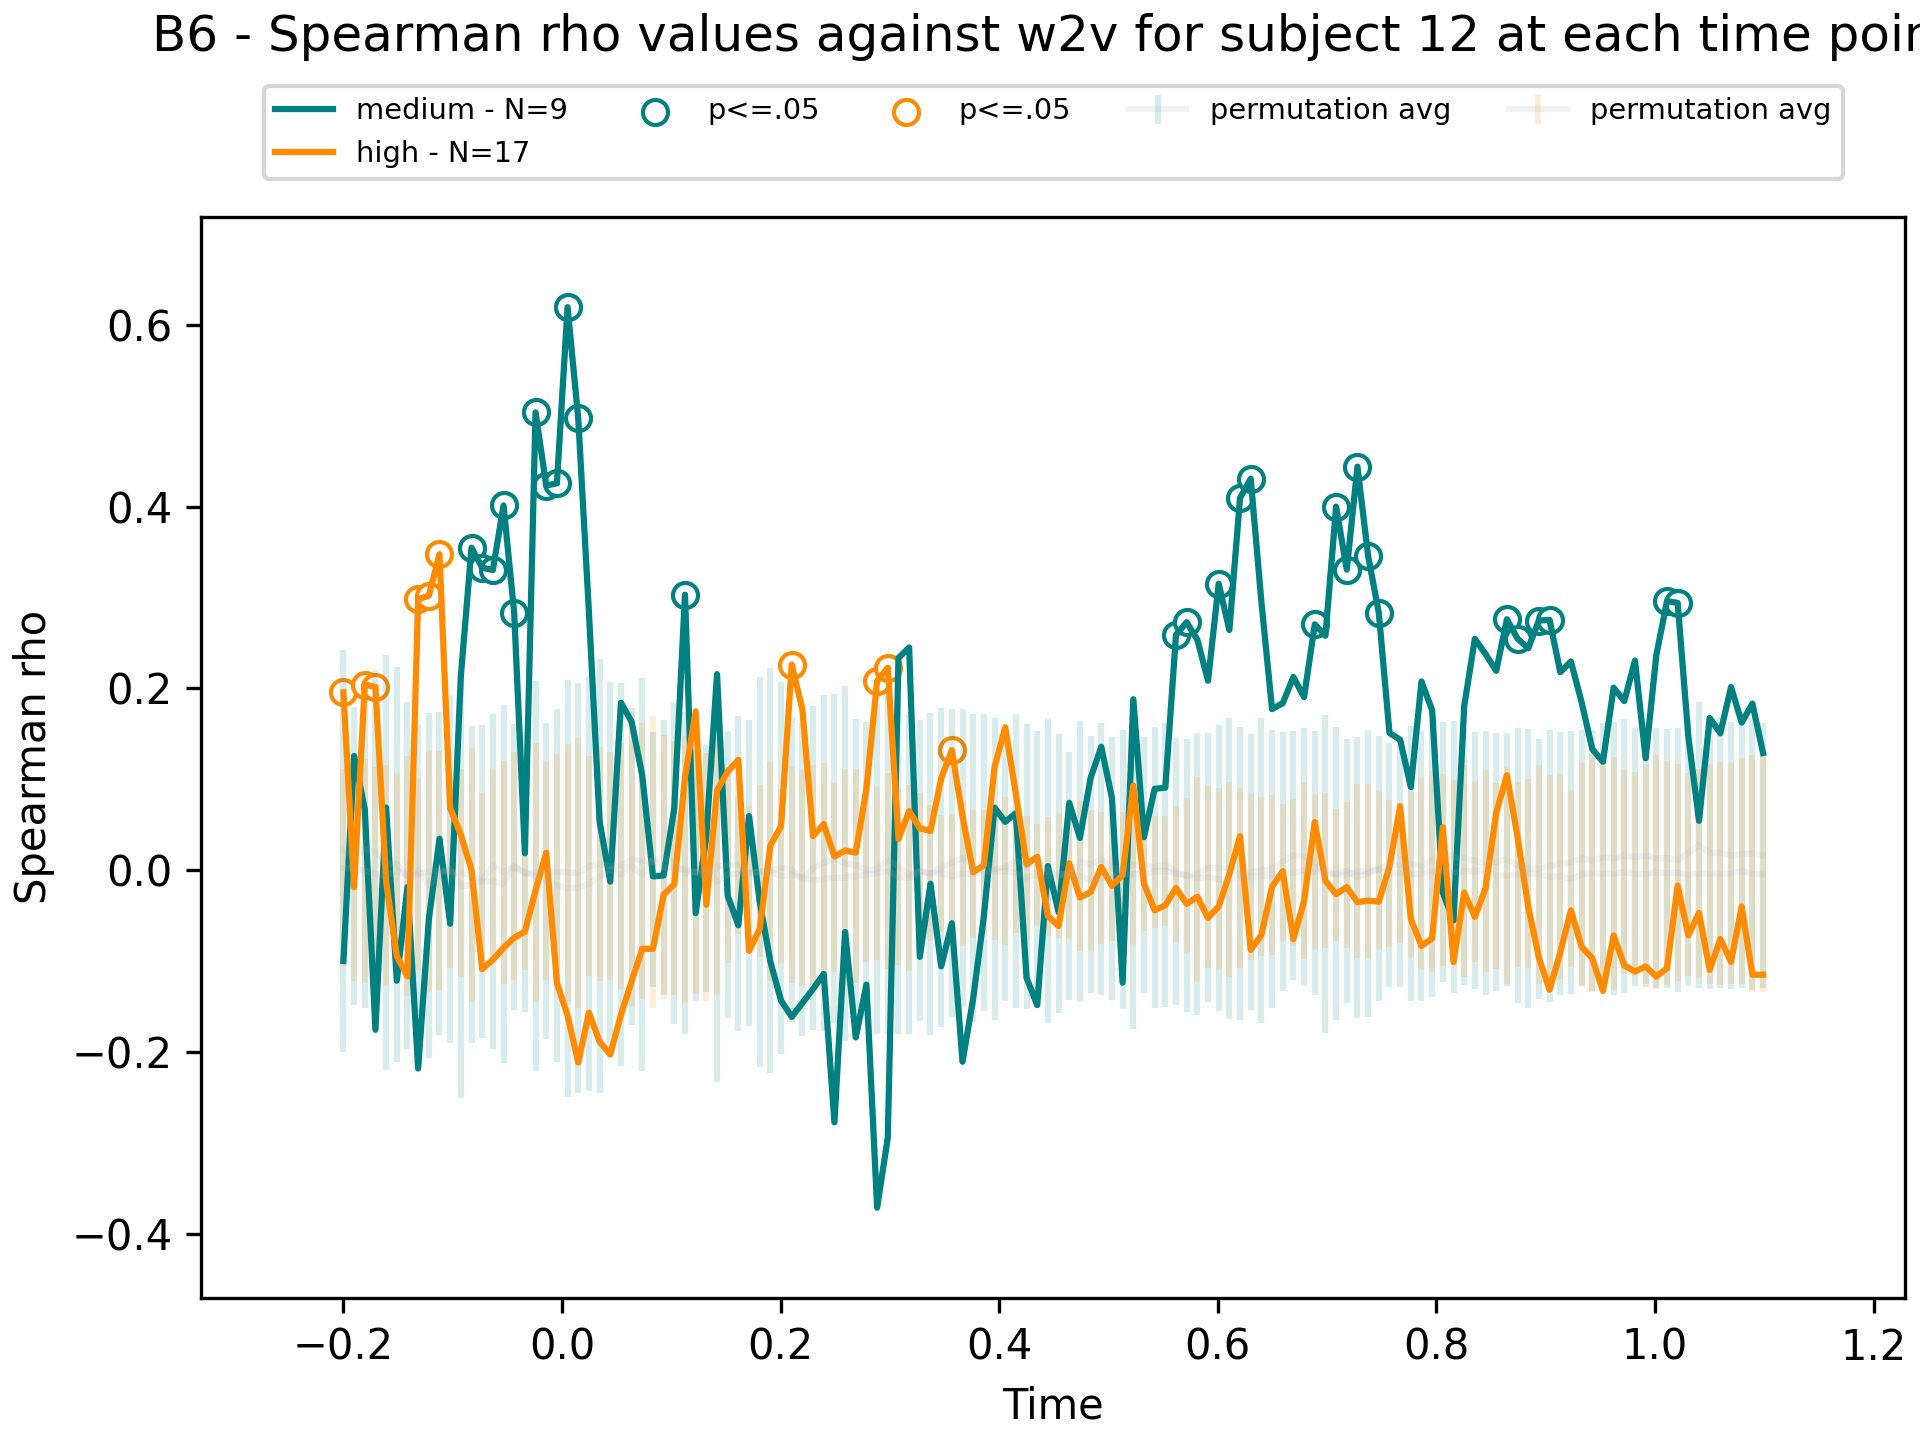 B6 - Spearman rho values against w2v for subject 12 at each time poin
medium - N=9 p<=.05 p<=.05 permutation avg permutation avg
high - N=17
Spearman rho
0.6
0.4
0.2
0.0
−0.2
−0.4
−0.2 0.0 0.2 0.4 0.6 0.8 1.0 1.2
Time